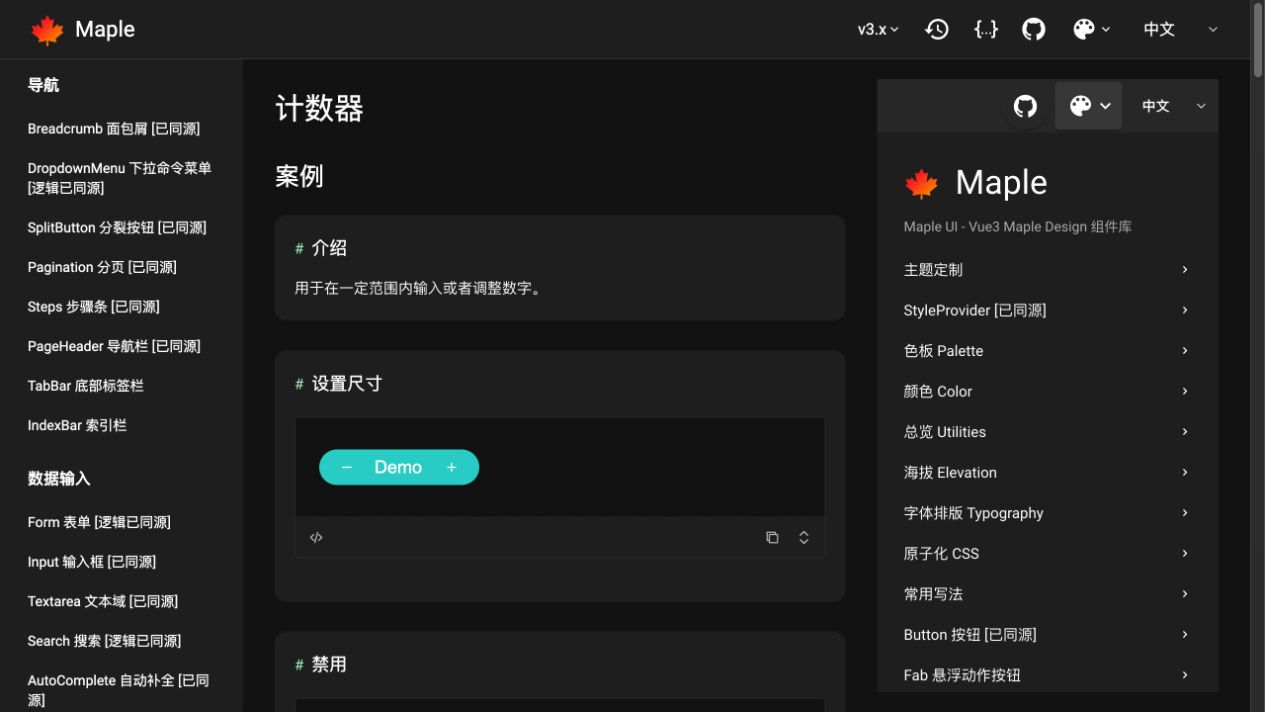 Maple
v3.x
中文
导航
Breadcrumb 面包屑 [已同源]
DropdownMenu 下拉命令菜单
[逻辑已同源]
SplitButton 分裂按钮 [已同源]
Pagination 分页 [已同源]
Steps 步骤条 [已同源]
PageHeader 导航栏 [已同源]
TabBar 底部标签栏
IndexBar 索引栏
数据输入
Form 表单 [逻辑已同源]
Input 输入框 [已同源]
Textarea 文本域 [已同源]
Search 搜索 [逻辑已同源]
AutoComplete 自动补全 [已同
源]
计数器
案例
# 介绍
用于在一定范围内输入或者调整数字。
# 设置尺寸
− Demo +
# 禁用
中文
Maple
Maple UI - Vue3 Maple Design 组件库
主题定制
StyleProvider [已同源]
色板 Palette
颜色 Color
总览 Utilities
海拔 Elevation
字体排版 Typography
原子化 CSS
常用写法
Button 按钮 [已同源]
Fab 悬浮动作按钮